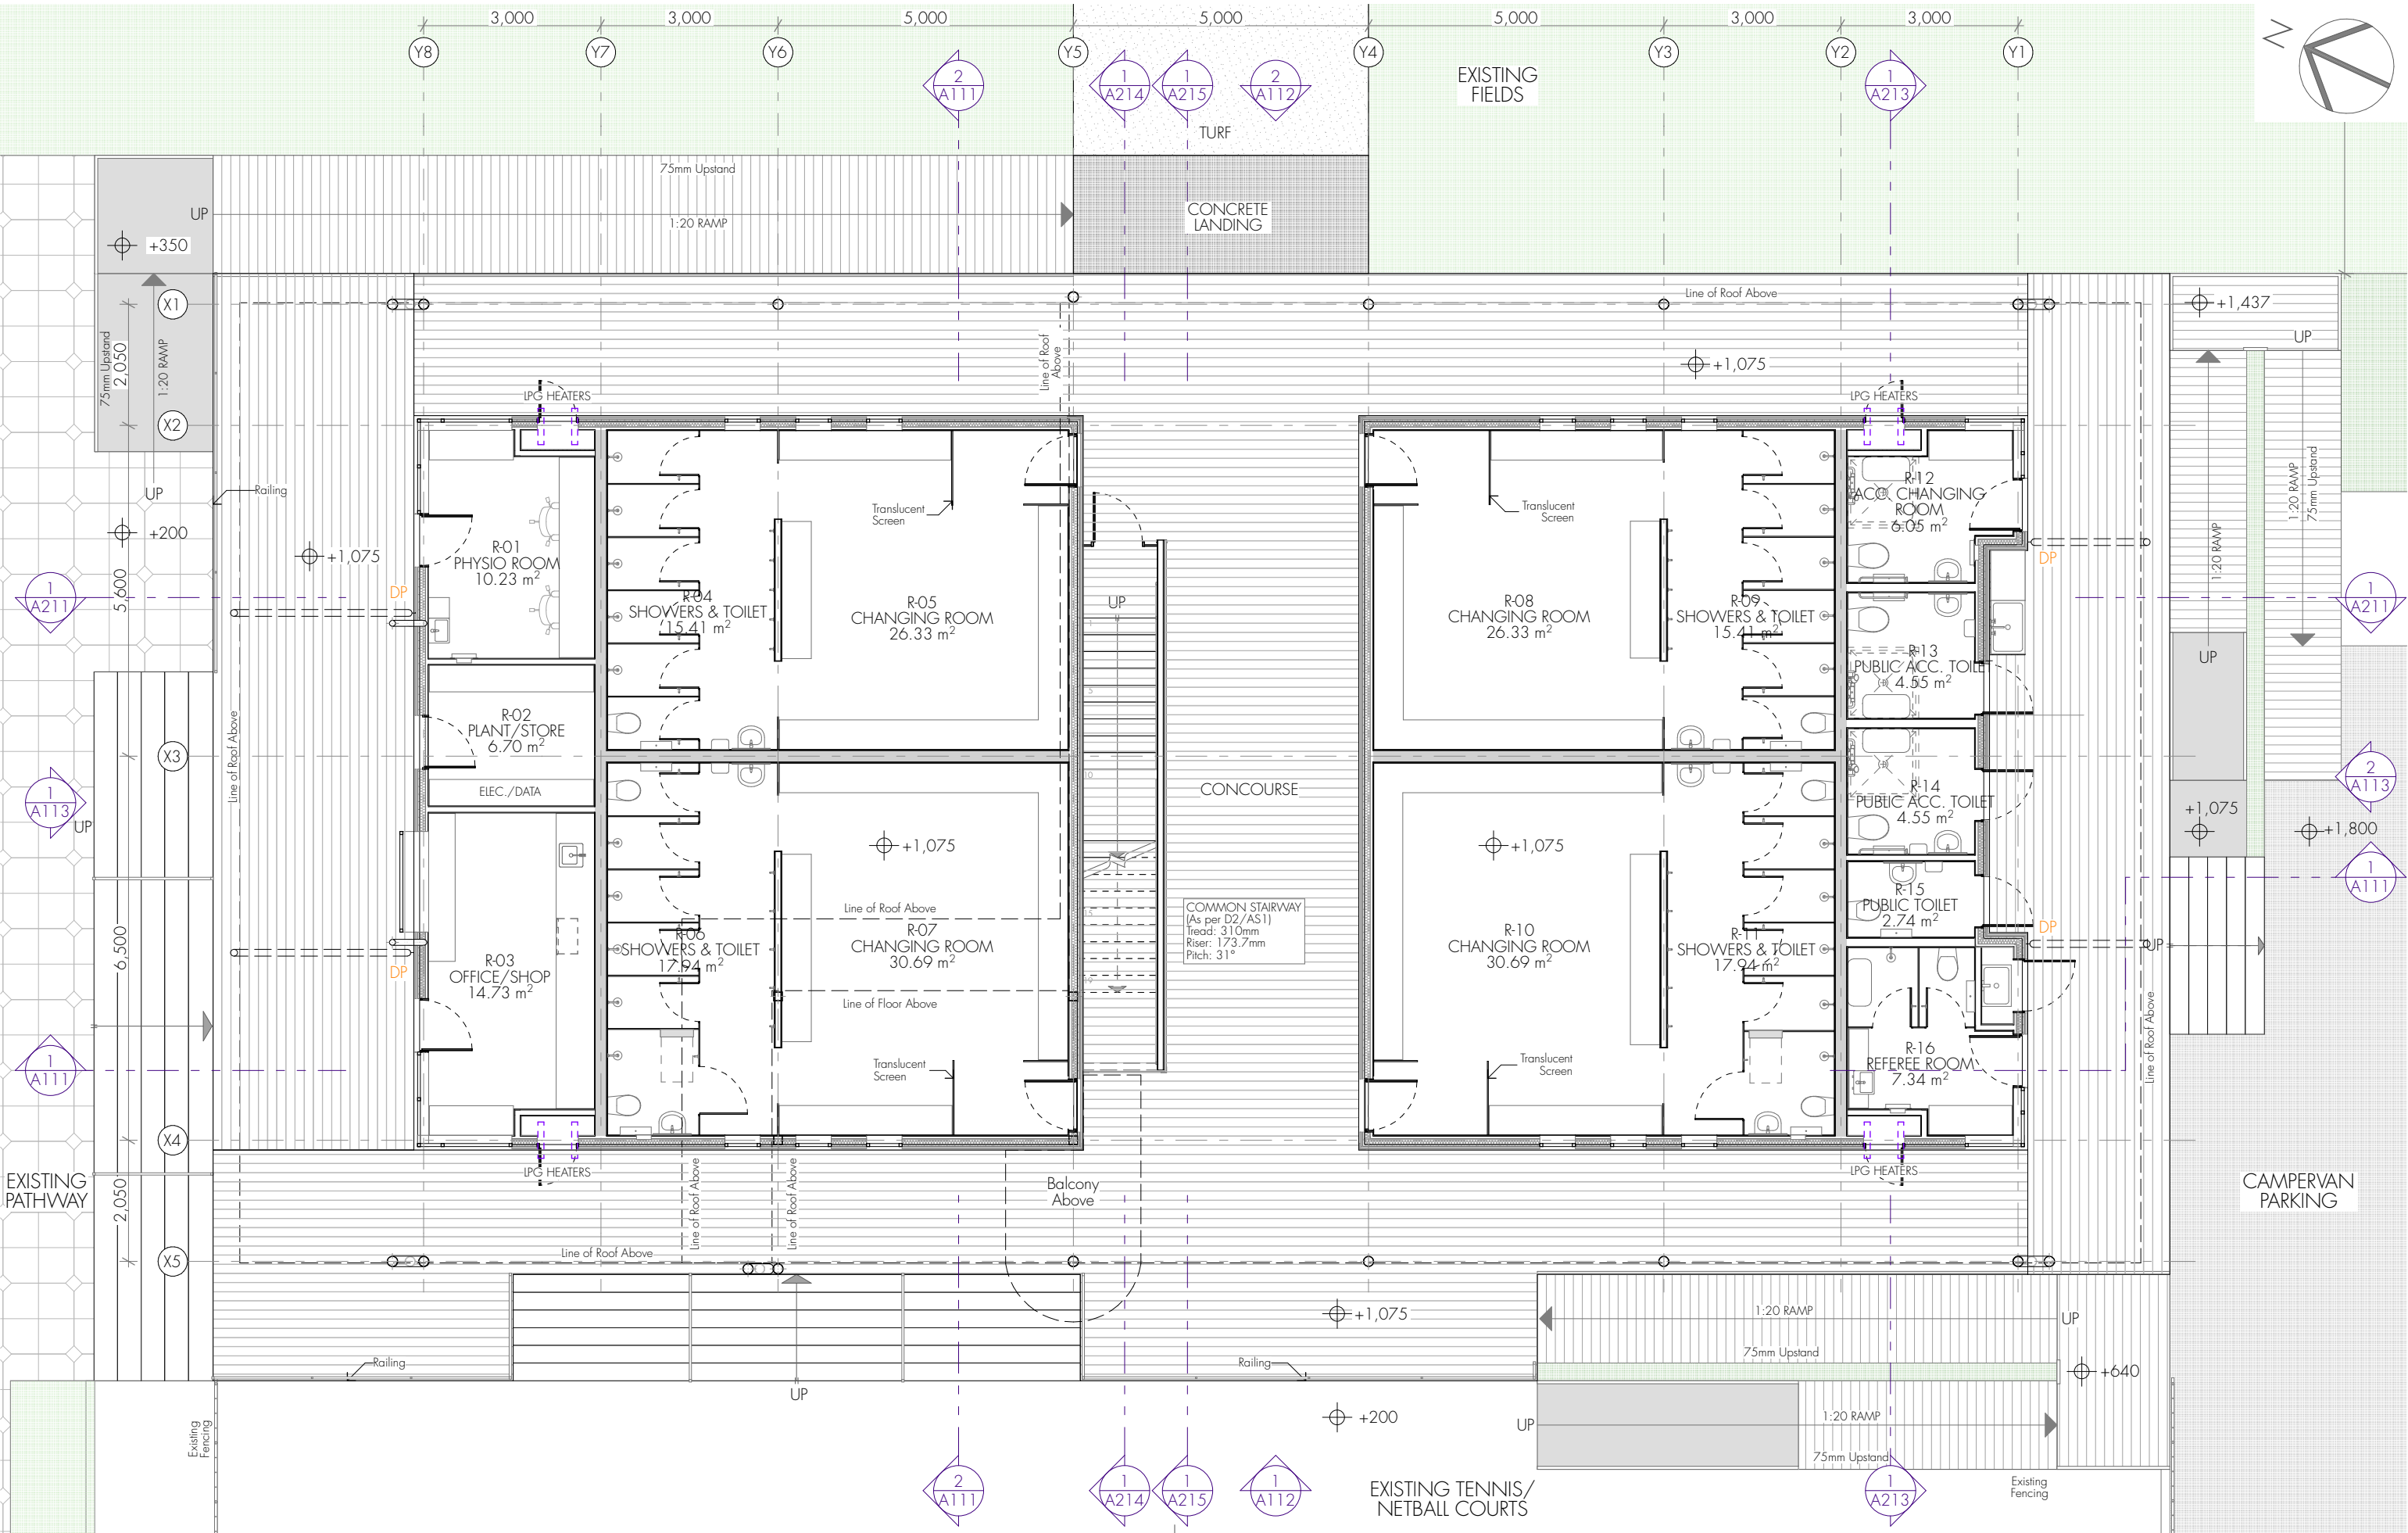 3,000
3,000
5,000
5,000
5,000
3,000
3,000
Y8
Y7
Y6
Y5
Y4
Y3
Y2
Y1
N
2
A111
1
A214
1
A215
2
A112
1
A213
EXISTING
FIELDS
TURF
75mm Upstand
UP
1:20 RAMP
CONCRETE
LANDING
+350
X1
Line of Roof Above
+1,437
UP
75mm Upstand
2,050
1:20 RAMP
Line of Roof
Above
+1,075
LPG HEATERS
LPG HEATERS
X2
UP
Railing
+200
+1,075
Translucent
Screen
Translucent
Screen
R-12
ACC. CHANGING
ROOM
6.05 m²
1:20 RAMP
75mm Upstand
1:20 RAMP
R-01
PHYSIO ROOM
10.23 m²
DP
DP
1
A211
5,600
R-04
SHOWERS & TOILET
15.41 m²
R-05
CHANGING ROOM
26.33 m²
UP
R-08
CHANGING ROOM
26.33 m²
R-09
SHOWERS & TOILET
15.41 m²
1
A211
R-13
PUBLIC ACC. TOILET
4.55 m²
UP
5
R-02
PLANT/STORE
6.70 m²
X3
Line of Roof Above
10
CONCOURSE
ELEC./DATA
R-14
PUBLIC ACC. TOILET
4.55 m²
2
A113
1
A113
UP
+1,075
+1,800
+1,075
+1,075
1
A111
R-15
PUBLIC TOILET
2.74 m²
Line of Roof Above
15
COMMON STAIRWAY
(As per D2/AS1)
Tread: 310mm
Riser: 173.7mm
Pitch: 31°
6,500
R-03
OFFICE/SHOP
14.73 m²
DP
R-06
SHOWERS & TOILET
17.94 m²
R-07
CHANGING ROOM
30.69 m²
R-10
CHANGING ROOM
30.69 m²
R-11
SHOWERS & TOILET
17.94 m²
DP
UP
Line of Floor Above
Line of Roof Above
1
A111
Translucent
Screen
Translucent
Screen
R-16
REFEREE ROOM
7.34 m²
X4
LPG HEATERS
LPG HEATERS
EXISTING
PATHWAY
2,050
Line of Roof Above
Line of Roof Above
Balcony
Above
CAMPERVAN
PARKING
X5
Line of Roof Above
+1,075
1:20 RAMP
UP
75mm Upstand
Railing
Railing
+640
UP
Existing
Fencing
+200
UP
1:20 RAMP
75mm Upstand
2
A111
1
A214
1
A215
1
A112
EXISTING TENNIS/
NETBALL COURTS
1
A213
Existing
Fencing